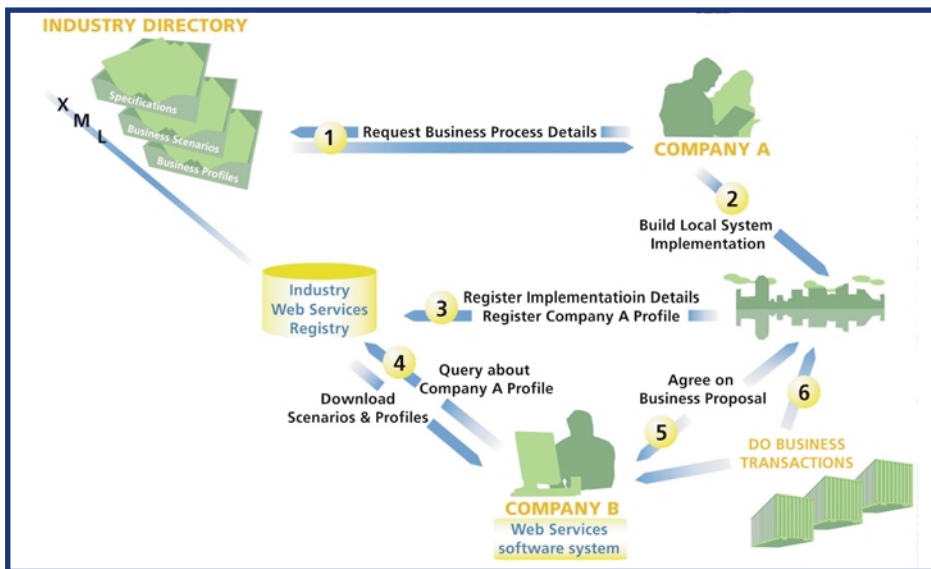 INDUSTRY DIRECTORY
Specifications
Business Scenarios
Business Profiles
X
M
L
1
Request Business Process Details
COMPANY A
2
Build Local System
Implementation
Industry
Web Services
Registry
3
Register Implementatioin Details
Register Company A Profile
4
Query about
Company A Profile
Download
Scenarios & Profiles
Agree on
Business Proposal
5
6
DO BUSINESS
TRANSACTIONS
COMPANY B
Web Services
software system